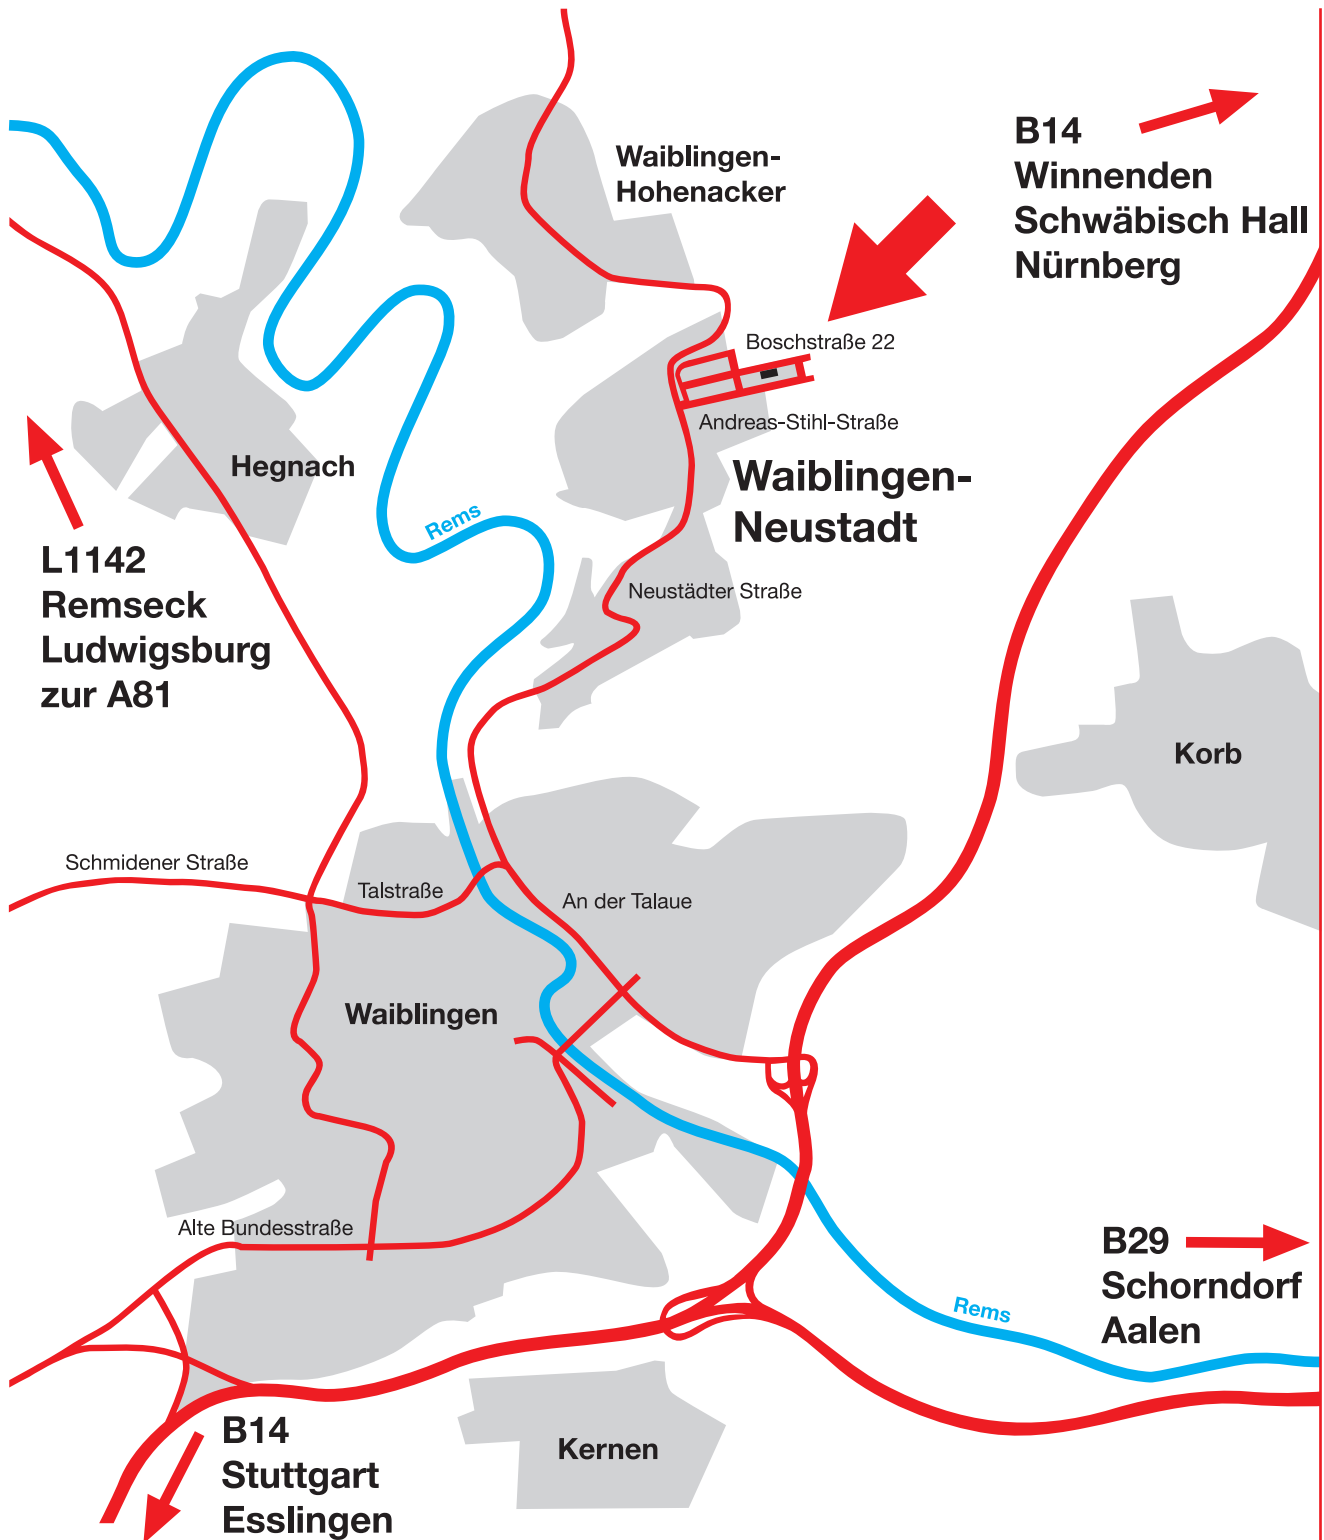 Waiblingen-
Hohenacker
B14
Winnenden
Schwäbisch Hall
Nürnberg
Boschstraße 22
Andreas-Stihl-Straße
Waiblingen-
Neustadt
Hegnach
Rems
L1142
Remseck
Ludwigsburg
zur A81
Neustädter Straße
Korb
Schmidener Straße
Talstraße
An der Talaue
Waiblingen
Alte Bundesstraße
B29
Schorndorf
Aalen
Rems
B14
Stuttgart
Esslingen
Kernen